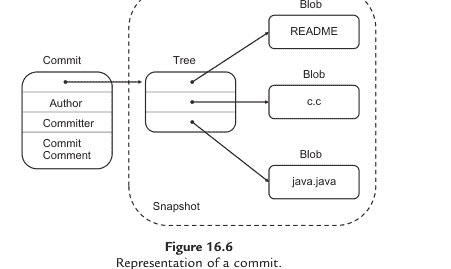 Blob
README
Commit
Tree
Blob
Author
c.c
Committer
Commit
Comment
Blob
java.java
Snapshot
Figure 16.6
Representation of a commit.